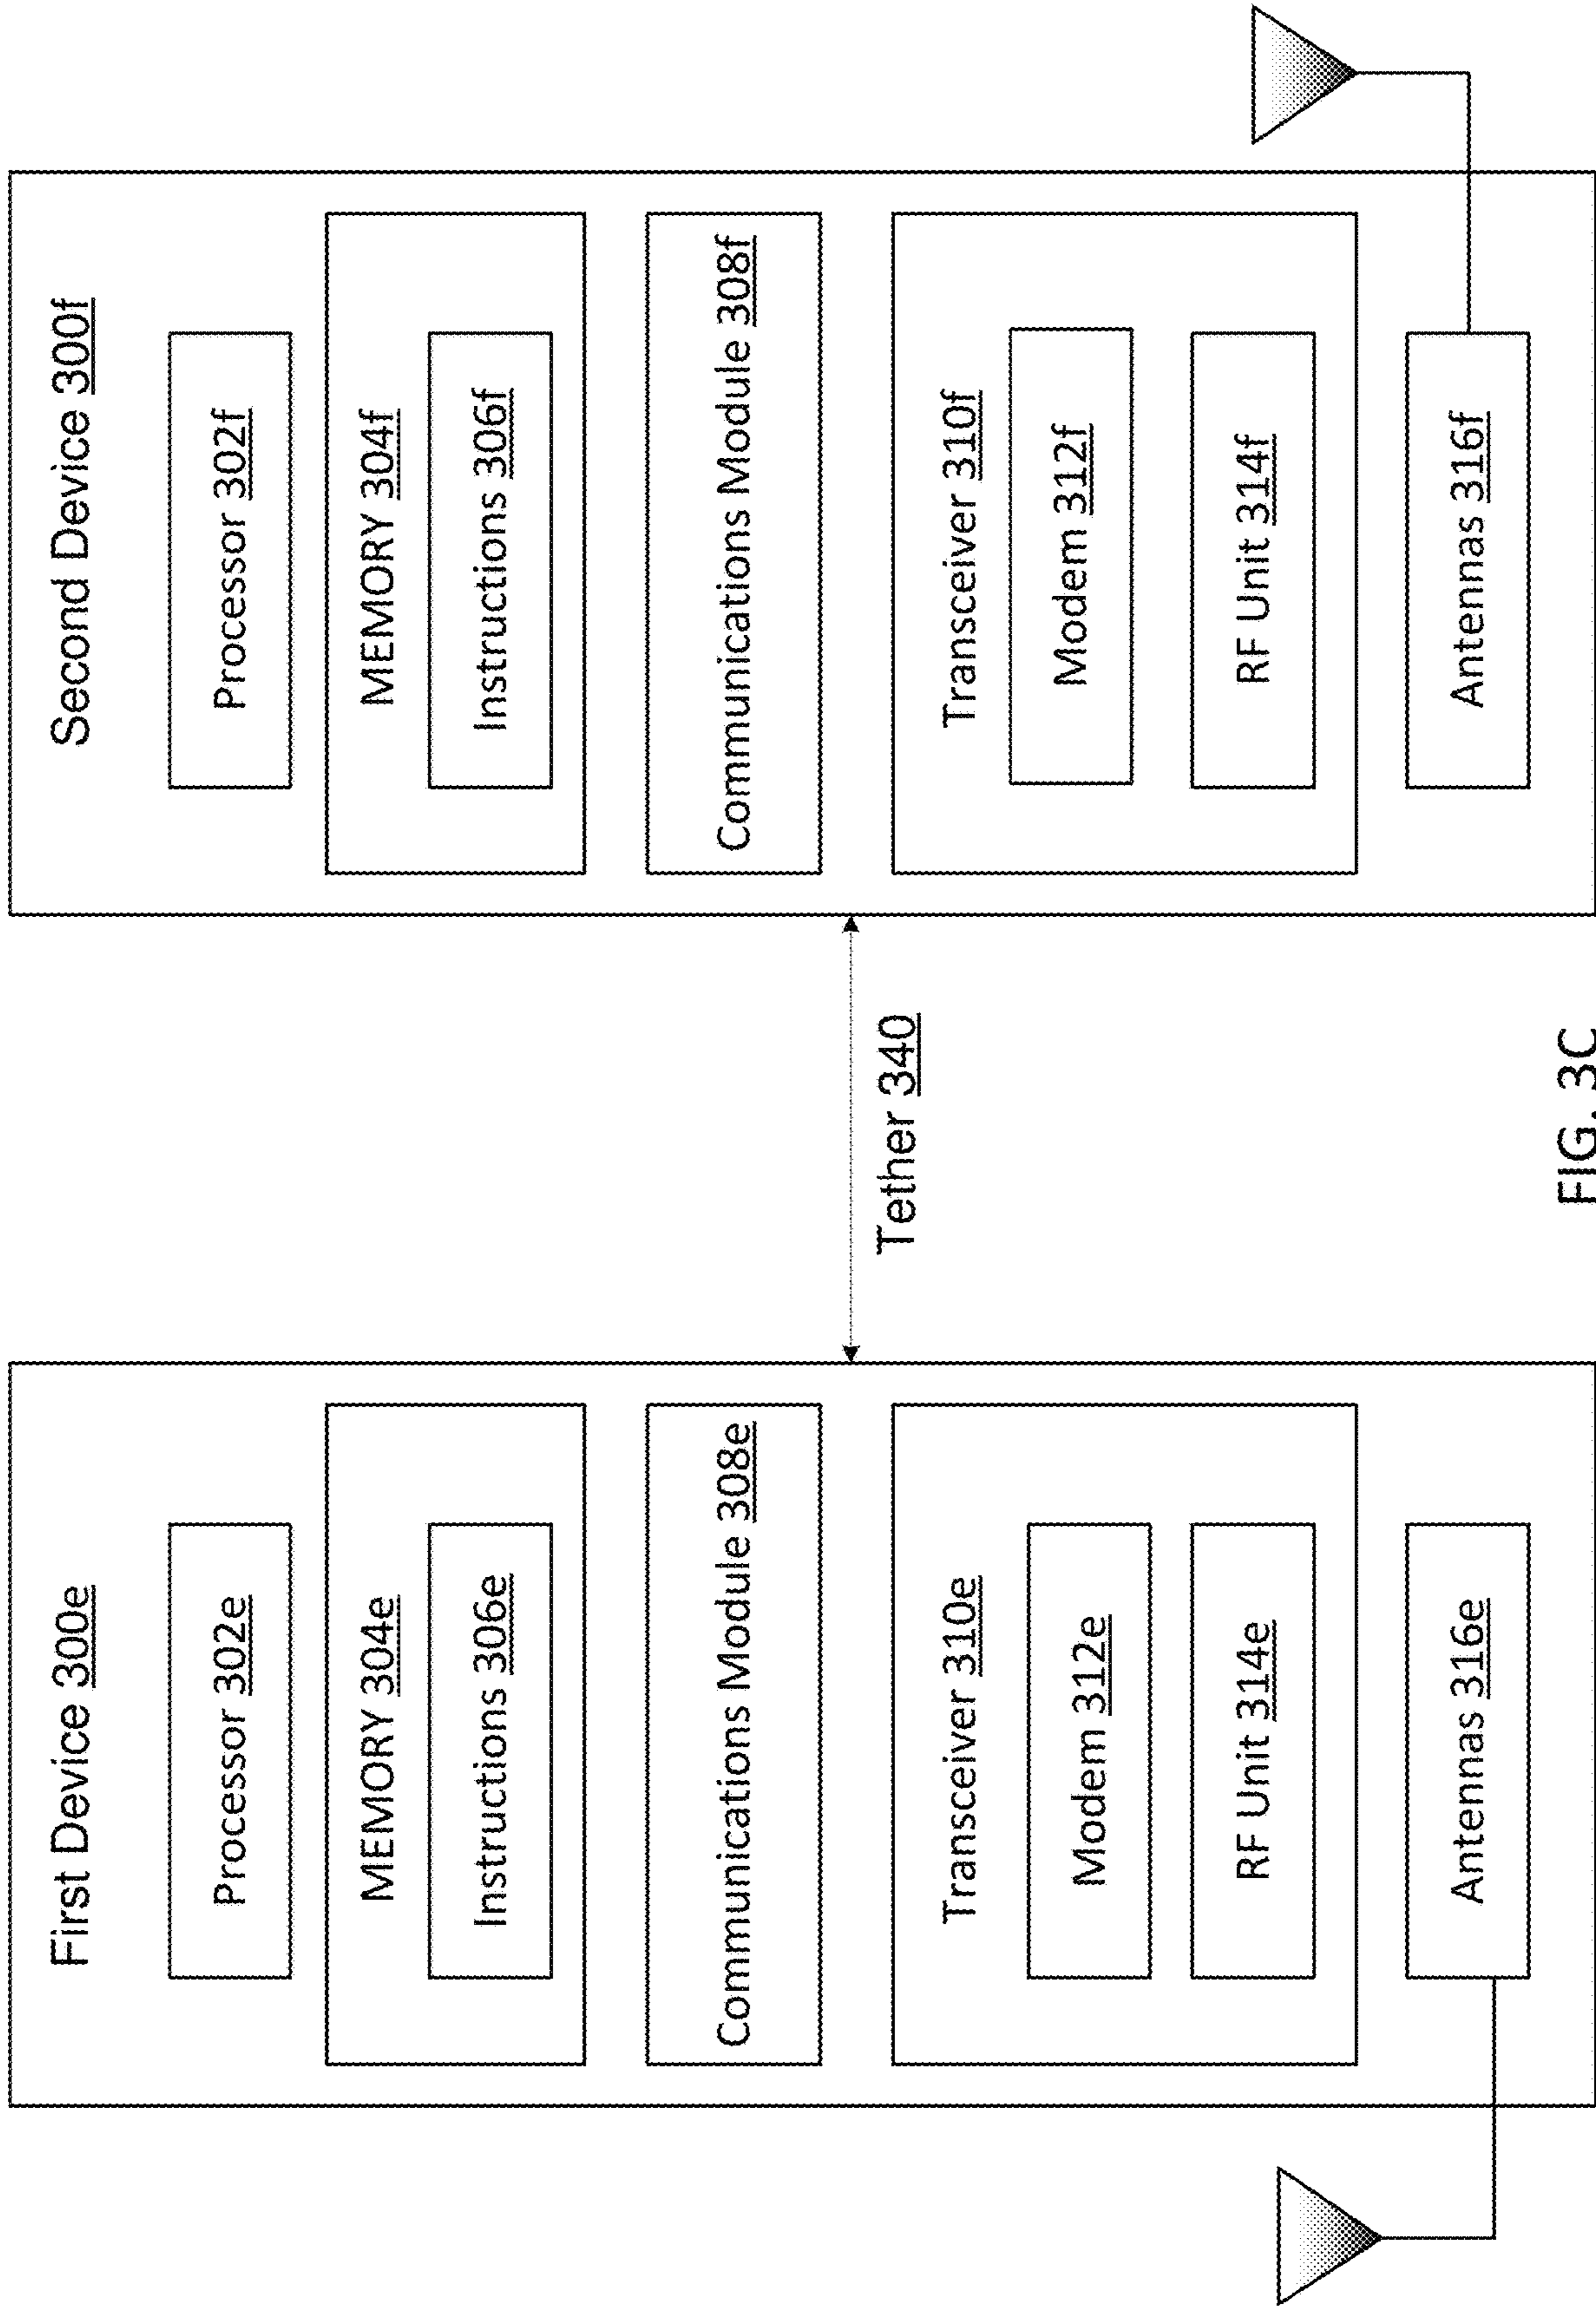 First Device 300e
Processor 302e
MEMORY 304e
Instructions 306e
Communications Module 308e
Transceiver 310e
Modem 312e
RF Unit 314e
Antennas 316e
Tether 340
Second Device 300f
Processor 302f
MEMORY 304f
Instructions 306f
Communications Module 308f
Transceiver 310f
Modem 312f
RF Unit 314f
Antennas 316f
FIG. 3C